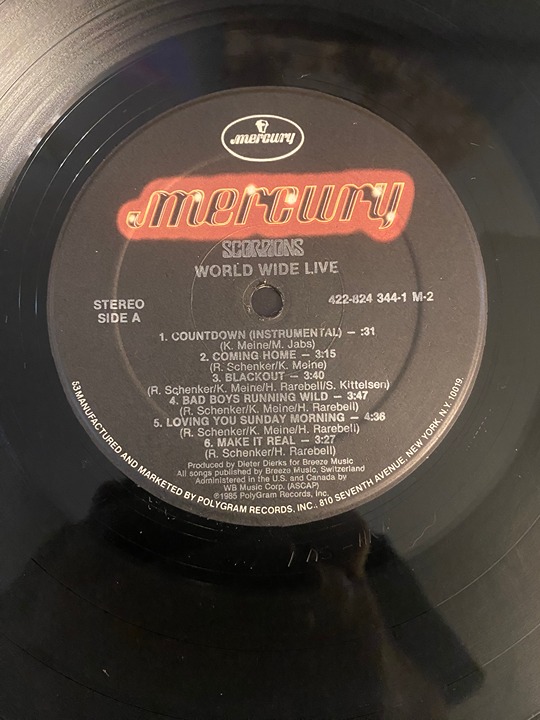 mercury
mercury
SCORPIONS
WORLD WIDE LIVE
STEREO
SIDE A
422-824 344-1 M-2
1. COUNTDOWN (INSTRUMENTAL) — :31
(K. Meine/M. Jabs)
2. COMING HOME — 3:15
(R. Schenker/K. Meine)
3. BLACKOUT — 3:40
(R. Schenker/K. Meine/H. Rarebell/S. Kittelsen)
4. BAD BOYS RUNNING WILD — 3:47
(R. Schenker/K. Meine/H. Rarebell)
5. LOVING YOU SUNDAY MORNING — 4:36
(R. Schenker/K. Meine/H. Rarebell)
6. MAKE IT REAL — 3:27
(R. Schenker/H. Rarebell)
Produced by Dieter Dierks for Breeze Music
All songs published by Breeze Music, Switzerland
Administered in the U.S. and Canada by
WB Music Corp. (ASCAP)
℗1985 PolyGram Records, Inc.
53 MANUFACTURED AND MARKETED BY POLYGRAM RECORDS, INC., 810 SEVENTH AVENUE, NEW YORK, N.Y. 10019.